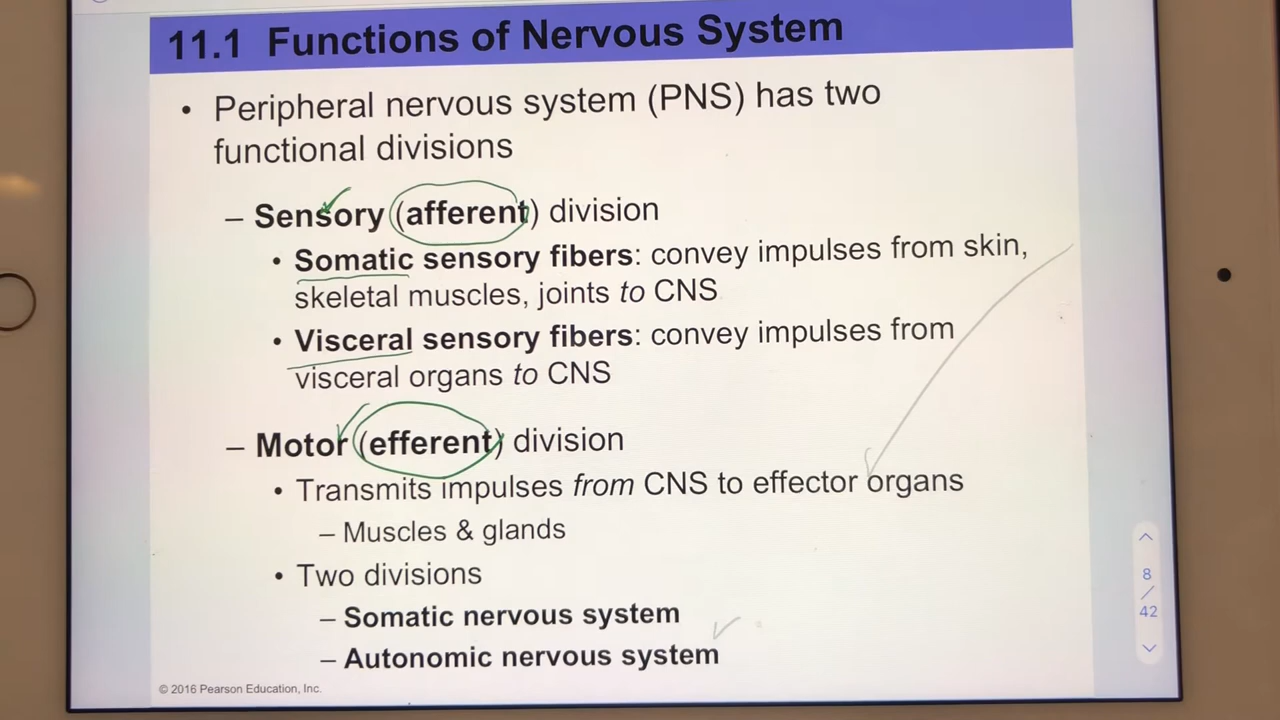 11.1 Functions of Nervous System
• Peripheral nervous system (PNS) has two
functional divisions
– Sensory (afferent) division
• Somatic sensory fibers: convey impulses from skin,
skeletal muscles, joints to CNS
• Visceral sensory fibers: convey impulses from
visceral organs to CNS
– Motor (efferent) division
• Transmits impulses from CNS to effector organs
– Muscles & glands
• Two divisions
– Somatic nervous system
– Autonomic nervous system
© 2016 Pearson Education, Inc.
8
/
42